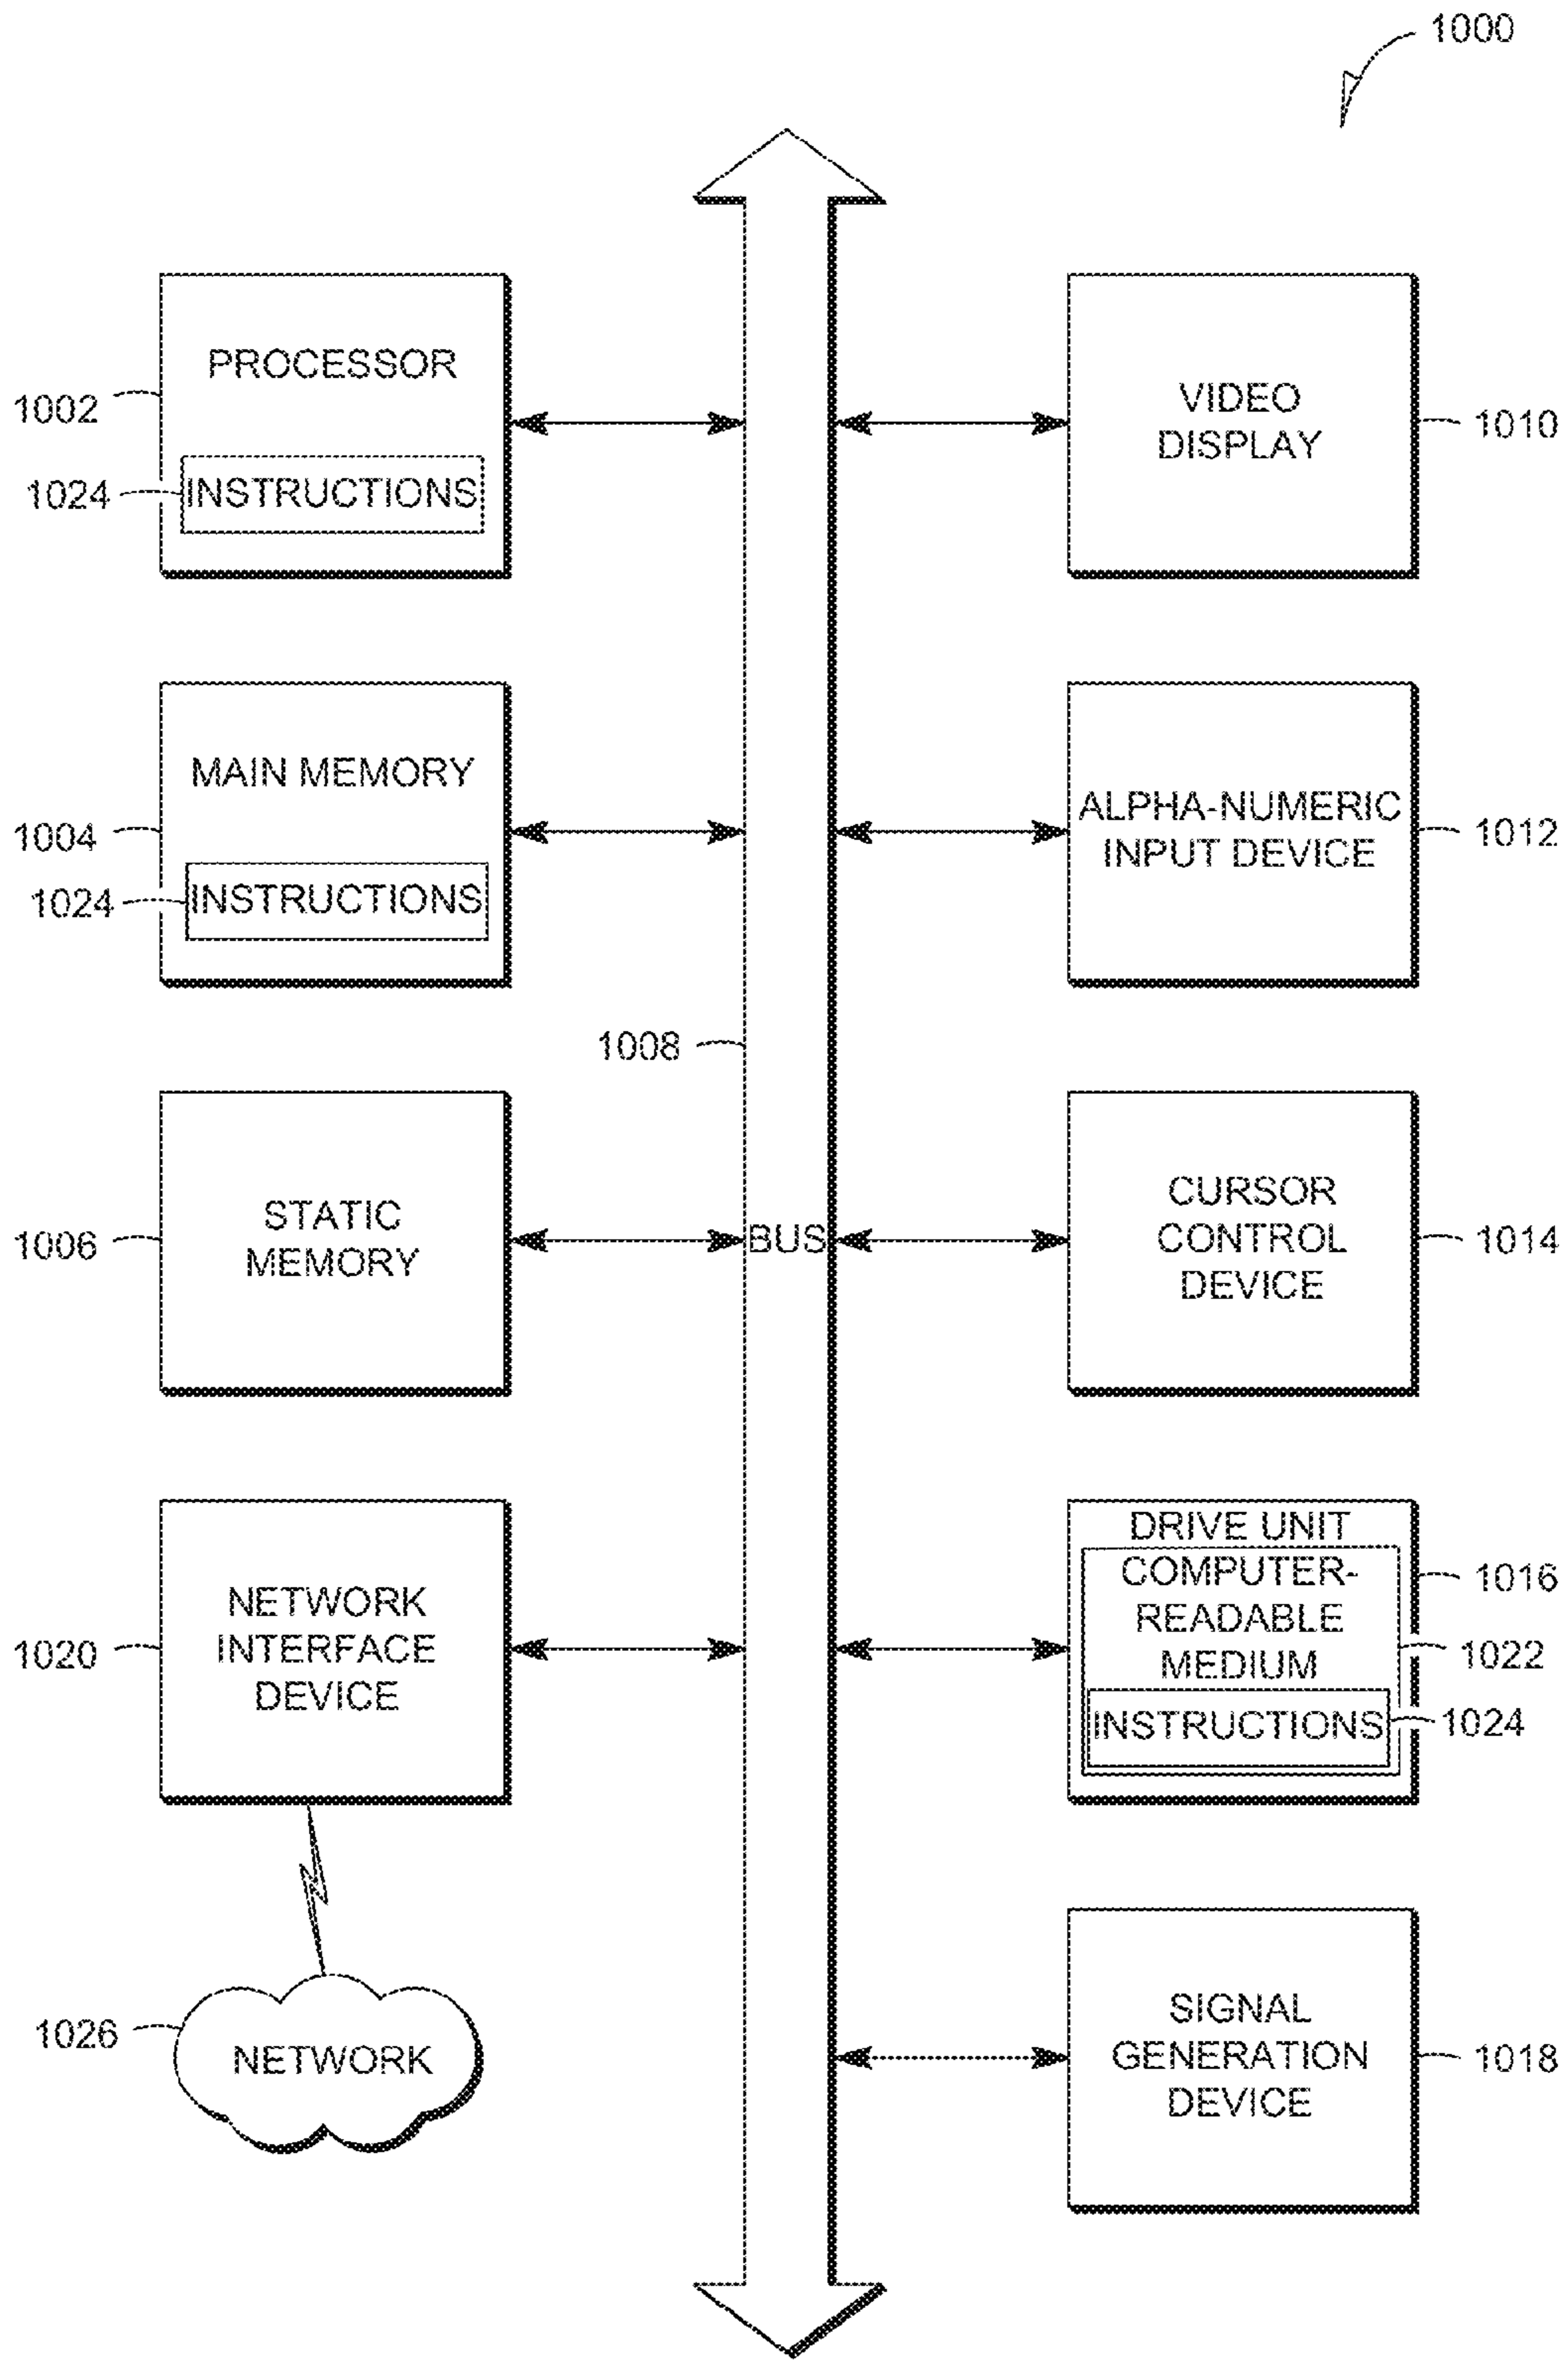 1000
PROCESSOR
1002
1024
INSTRUCTIONS
VIDEO
DISPLAY
1010
MAIN MEMORY
1004
1024
INSTRUCTIONS
ALPHA-NUMERIC
INPUT DEVICE
1012
1008
STATIC
MEMORY
1006
BUS
CURSOR
CONTROL
DEVICE
1014
NETWORK
INTERFACE
DEVICE
1020
DRIVE UNIT
1016
COMPUTER-
READABLE
MEDIUM
1022
INSTRUCTIONS
1024
1026
NETWORK
SIGNAL
GENERATION
DEVICE
1018